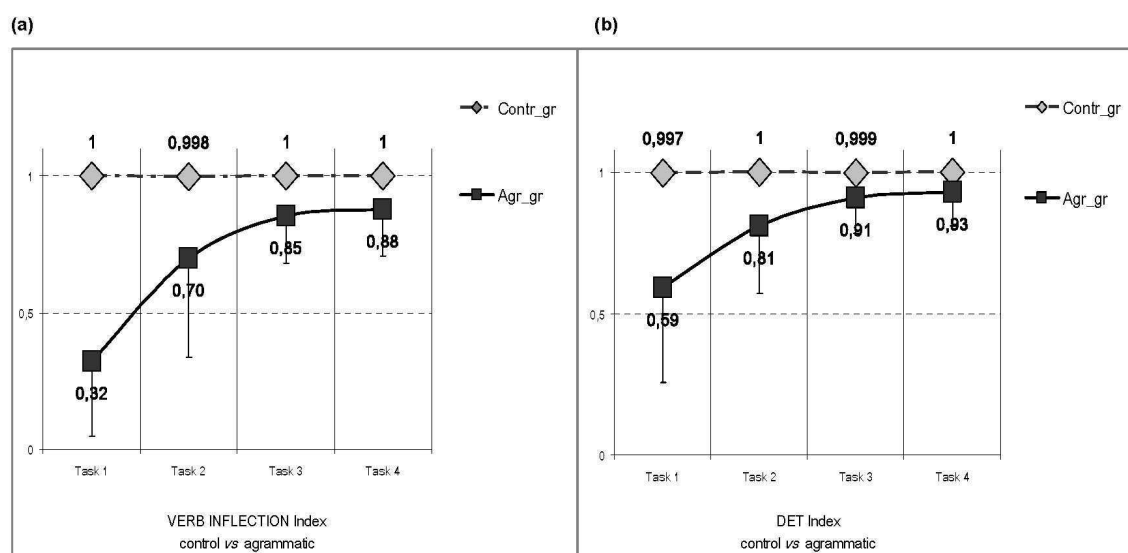 (a)
Contr_gr
1 0,998 1 1
1
Agr_gr
0,85 0,88
0,70
0,5
0,32
0
Task 1 Task 2 Task 3 Task 4
VERB INFLECTION Index
control vs agrammatic
(b)
Contr_gr
0,997 1 0,999 1
1
Agr_gr
0,91 0,93
0,81
0,59
0,5
0
Task 1 Task 2 Task 3 Task 4
DET Index
control vs agrammatic